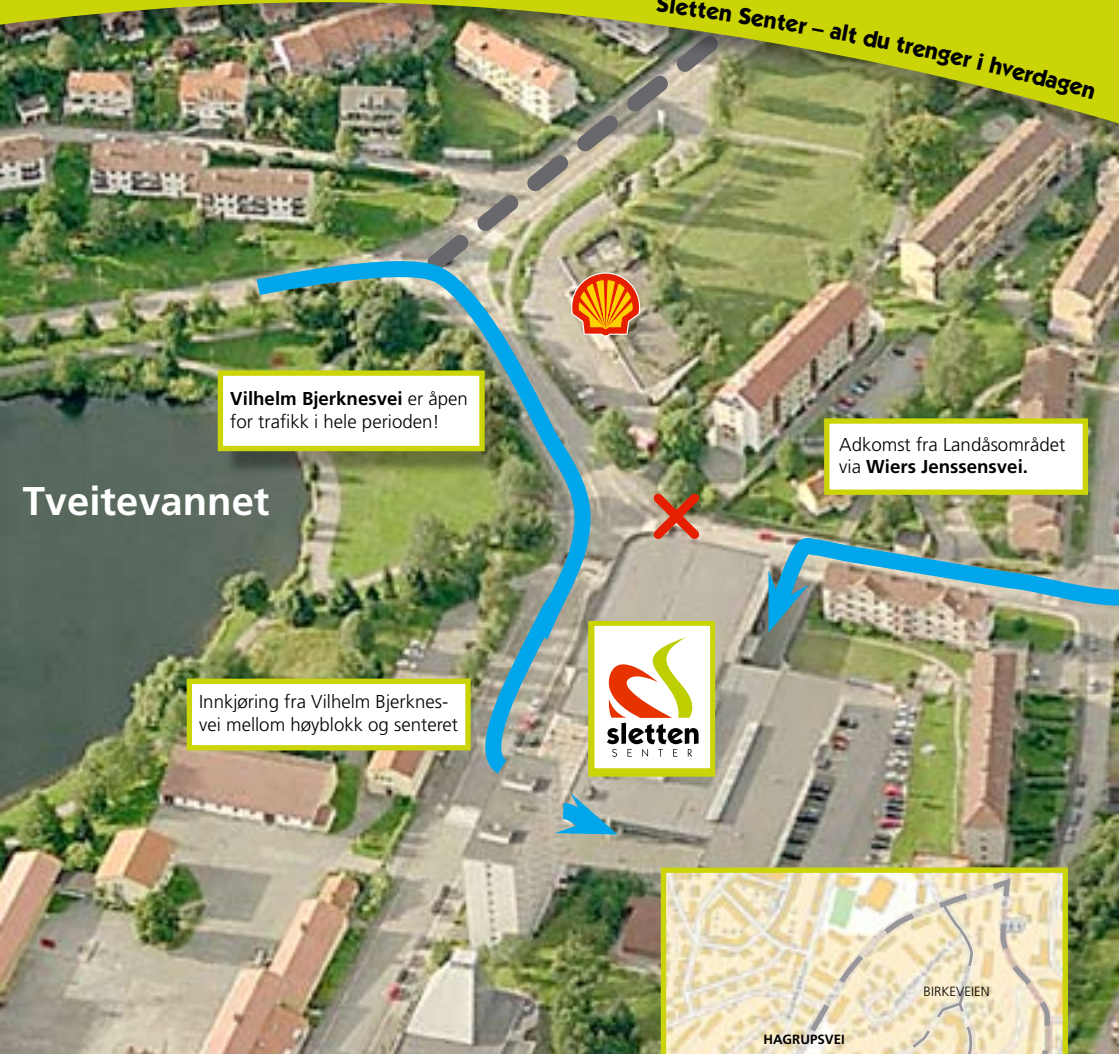 Sletten Senter – alt du trenger i hverdagen
Vilhelm Bjerknesvei er åpen
for trafikk i hele perioden!
Adkomst fra Landåsområdet
via Wiers Jenssensvei.
Tveitevannet
Innkjøring fra Vilhelm Bjerknes-
vei mellom høyblokk og senteret
sletten
SENTER
BIRKEVEIEN
HAGRUPSVEI